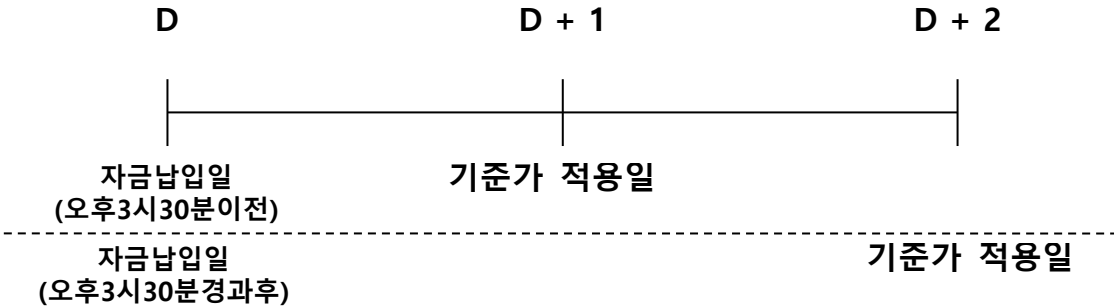 D D + 1 D + 2
자금납입일 기준가 적용일
(오후3시30분이전)
자금납입일 기준가 적용일
(오후3시30분경과후)